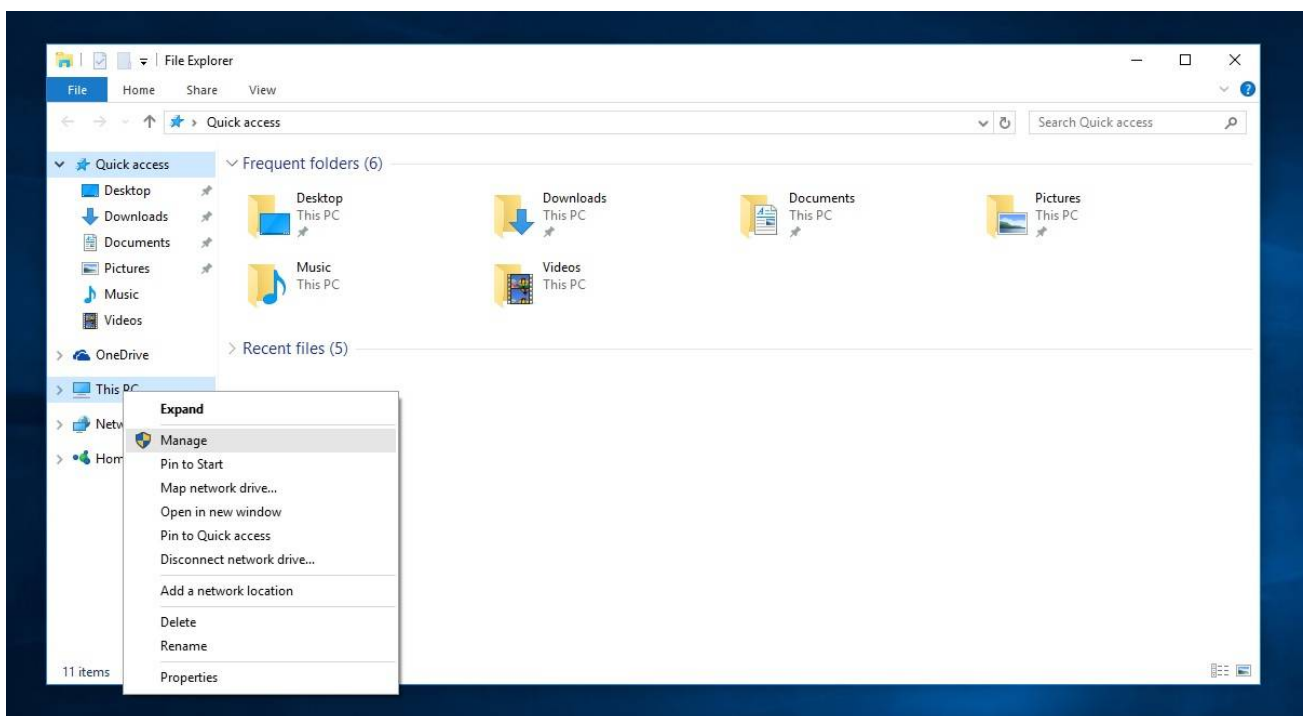 File Explorer
File Home Share View
Quick access
Search Quick access
Quick access
Desktop
Downloads
Documents
Pictures
Music
Videos
OneDrive
This PC
Netw
Hom
Frequent folders (6)
Desktop
This PC
Downloads
This PC
Documents
This PC
Pictures
This PC
Music
This PC
Videos
This PC
Recent files (5)
Expand
Manage
Pin to Start
Map network drive...
Open in new window
Pin to Quick access
Disconnect network drive...
Add a network location
Delete
Rename
Properties
11 items